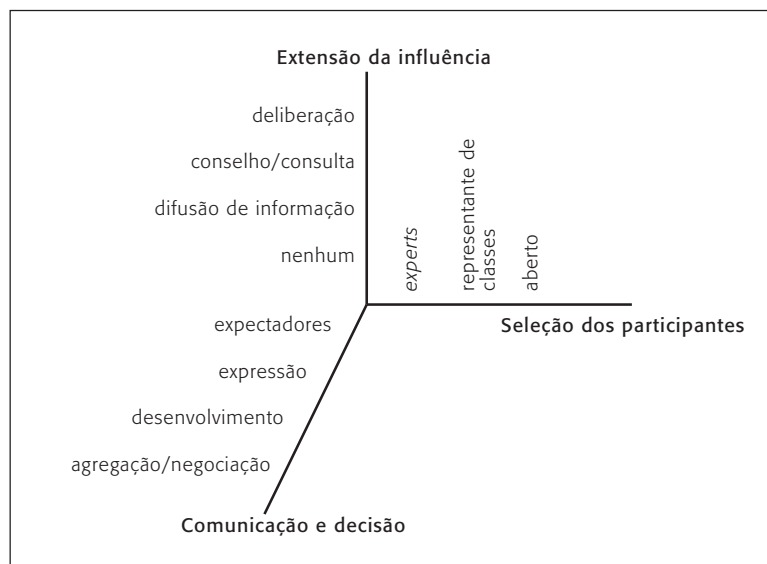 Extensão da influência
deliberação
conselho/consulta
difusão de informação
nenhum
experts
representante de
classes
aberto
Seleção dos participantes
expectadores
expressão
desenvolvimento
agregação/negociação
Comunicação e decisão